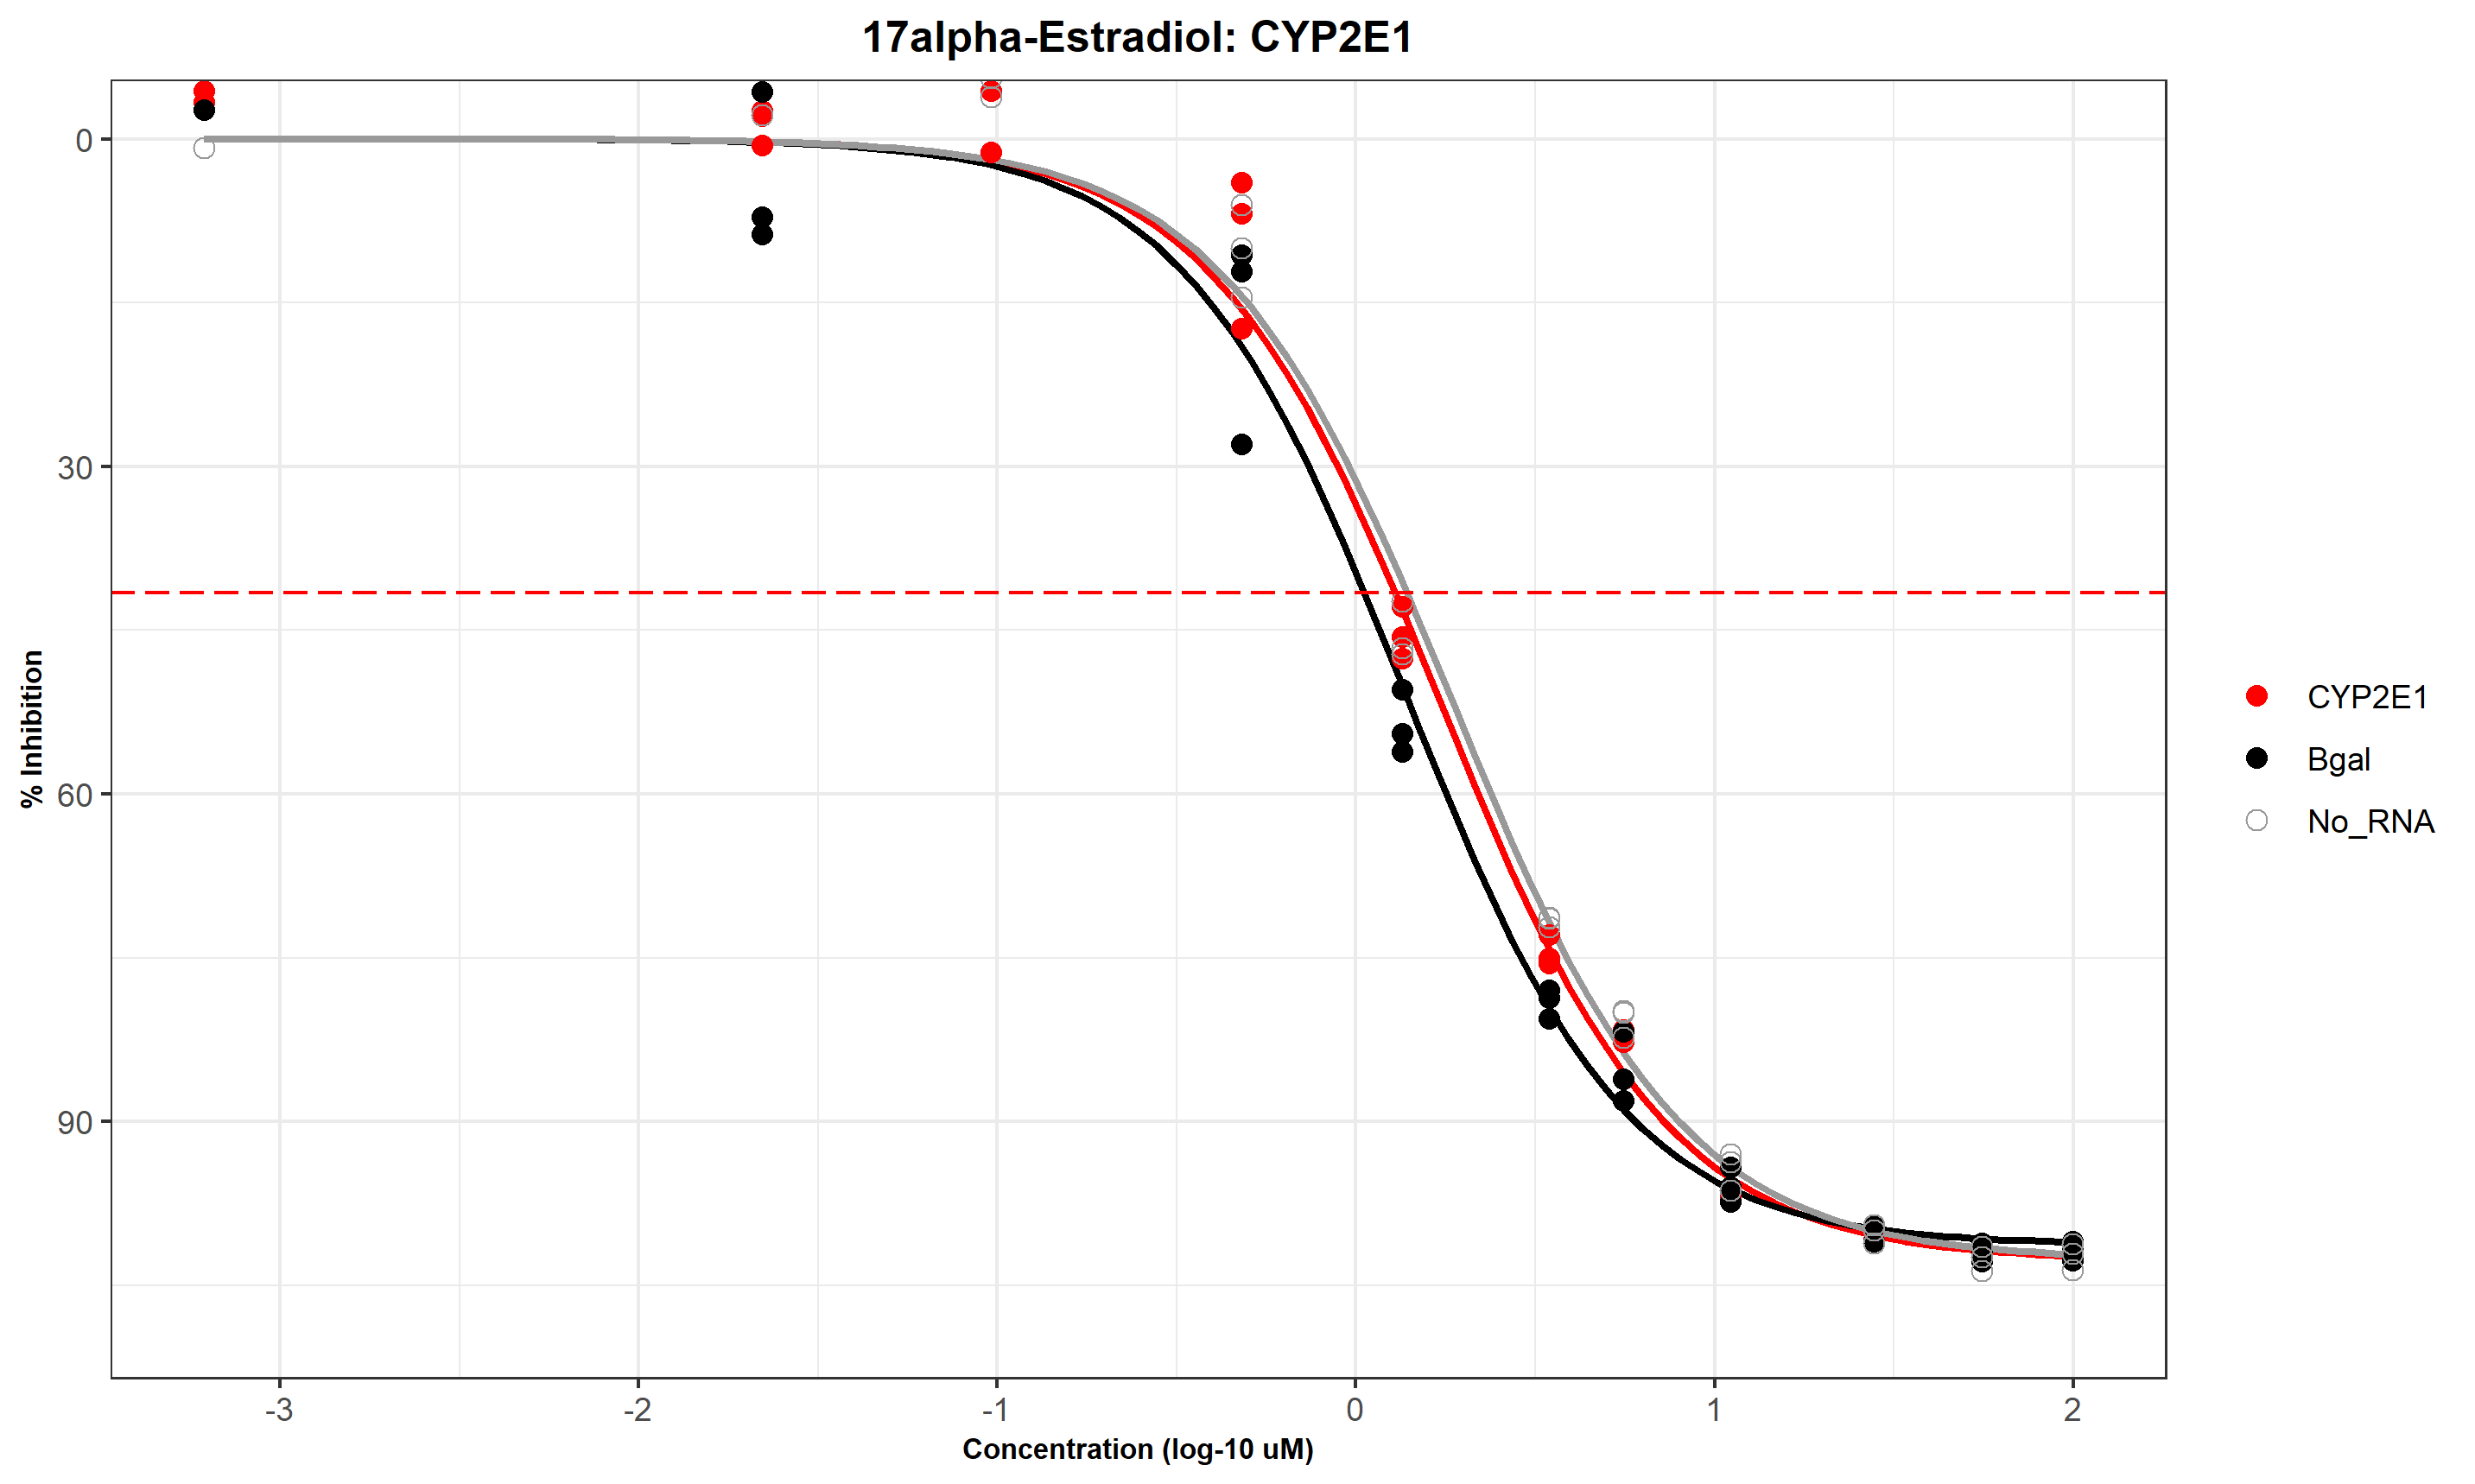 17alpha-Estradiol: CYP2E1
% Inhibition
0
30
60
90
-3
-2
-1
0
1
2
Concentration (log-10 uM)
CYP2E1
Bgal
No_RNA